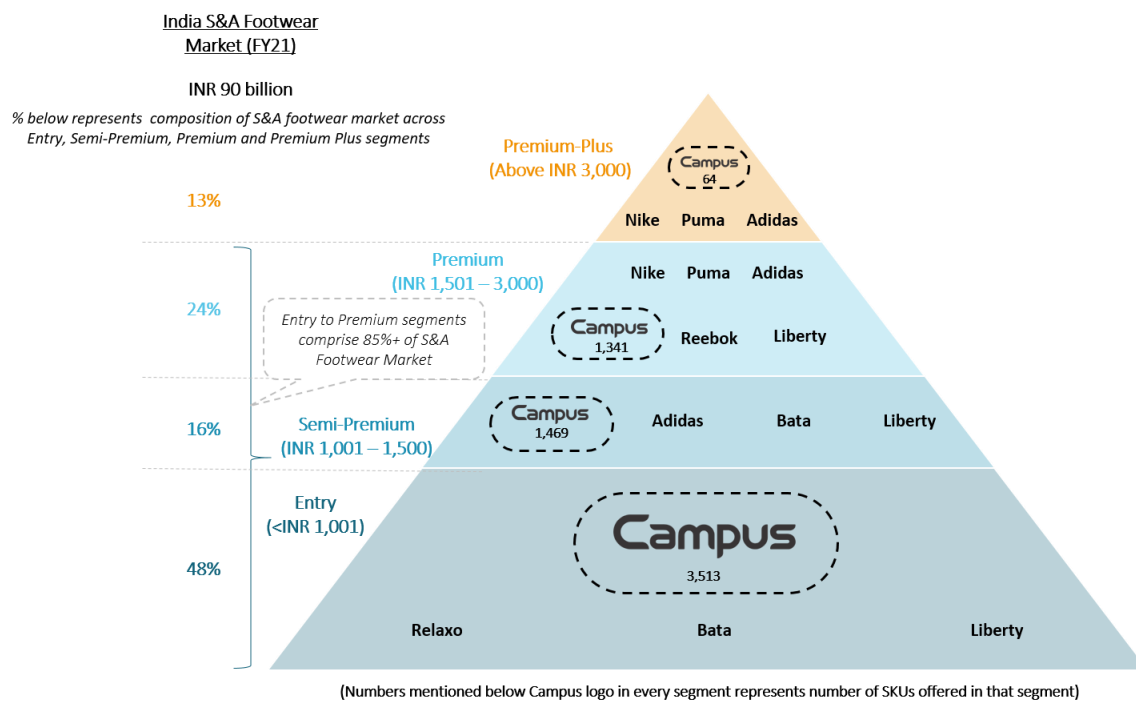 India S&A Footwear
Market (FY21)
INR 90 billion
% below represents composition of S&A footwear market across
Entry, Semi-Premium, Premium and Premium Plus segments
Premium-Plus
(Above INR 3,000)
13%
Campus
64
Nike Puma Adidas
Premium
(INR 1,501 – 3,000)
24%
Nike Puma Adidas
Campus
1,341
Reebok Liberty
Entry to Premium segments
comprise 85%+ of S&A
Footwear Market
Semi-Premium
(INR 1,001 – 1,500)
16%
Campus
1,469
Adidas Bata Liberty
Entry
(<INR 1,001)
48%
Campus
3,513
Relaxo Bata Liberty
(Numbers mentioned below Campus logo in every segment represents number of SKUs offered in that segment)